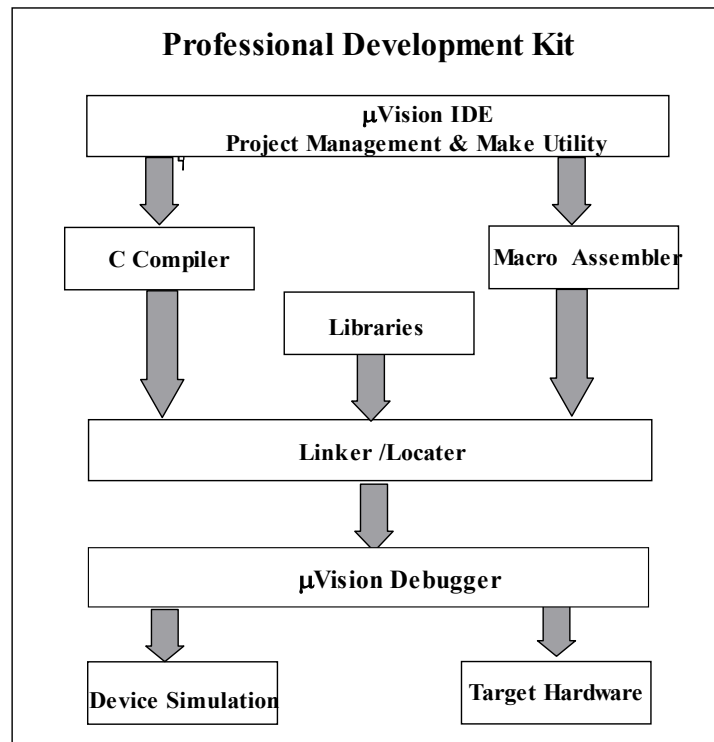 Professional Development Kit
µVision IDE
Project Management & Make Utility
C Compiler
Macro Assembler
Libraries
Linker /Locater
µVision Debugger
Device Simulation
Target Hardware